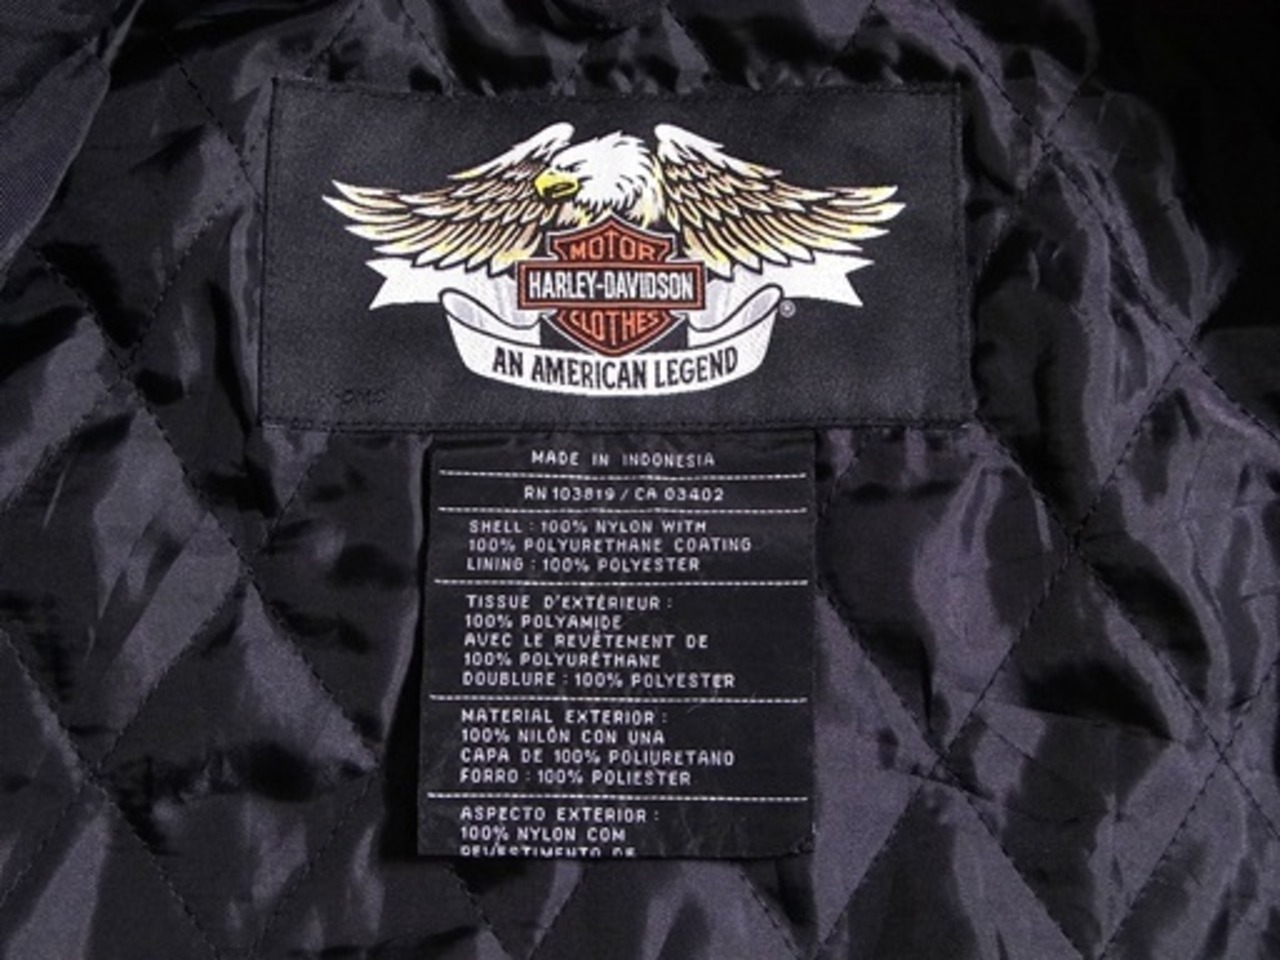 MOTOR
HARLEY-DAVIDSON
CLOTHES
®
AN AMERICAN LEGEND
MADE IN INDONESIA
RN 103819 / CA 03402
SHELL : 100% NYLON WITH
100% POLYURETHANE COATING
LINING : 100% POLYESTER
TISSUE D'EXTÉRIEUR :
100% POLYAMIDE
AVEC LE REVÊTEMENT DE
100% POLYURÉTHANE
DOUBLURE : 100% POLYESTER
MATERIAL EXTERIOR :
100% NILÓN CON UNA
CAPA DE 100% POLIURETANO
FORRO : 100% POLIESTER
ASPECTO EXTERIOR :
100% NYLON COM
REVESTIMENTO DE